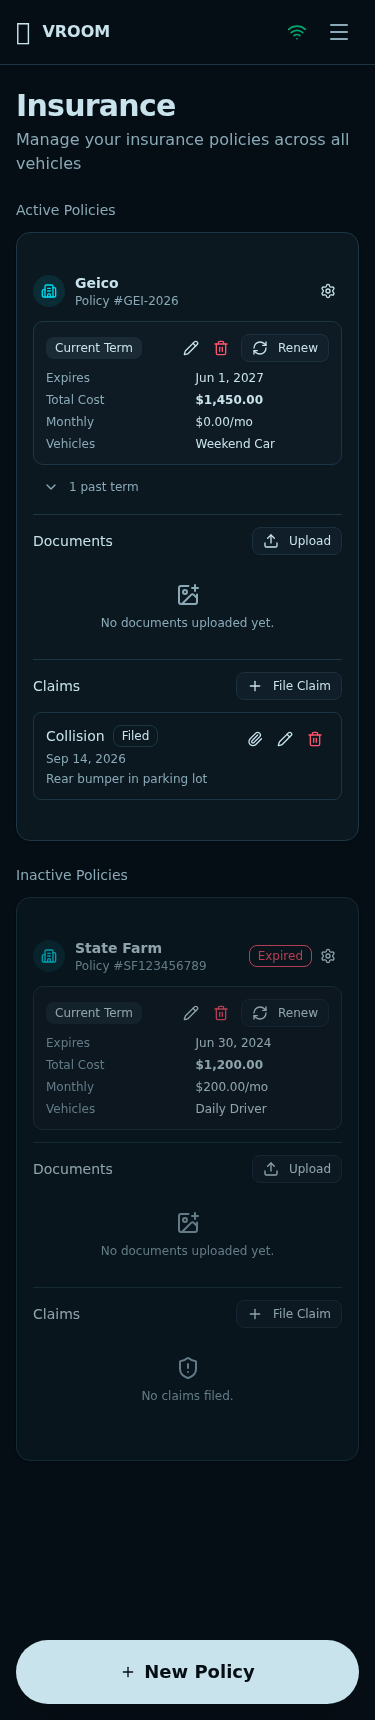 VROOM
Insurance
Manage your insurance policies across all
vehicles
Active Policies
Geico
Policy #GEI-2026
Current Term
Renew
Expires Jun 1, 2027
Total Cost $1,450.00
Monthly $0.00/mo
Vehicles Weekend Car
1 past term
Documents Upload
No documents uploaded yet.
Claims File Claim
Collision Filed
Sep 14, 2026
Rear bumper in parking lot
Inactive Policies
State Farm
Policy #SF123456789
Expired
Current Term
Renew
Expires Jun 30, 2024
Total Cost $1,200.00
Monthly $200.00/mo
Vehicles Daily Driver
Documents Upload
No documents uploaded yet.
Claims File Claim
No claims filed.
+ New Policy